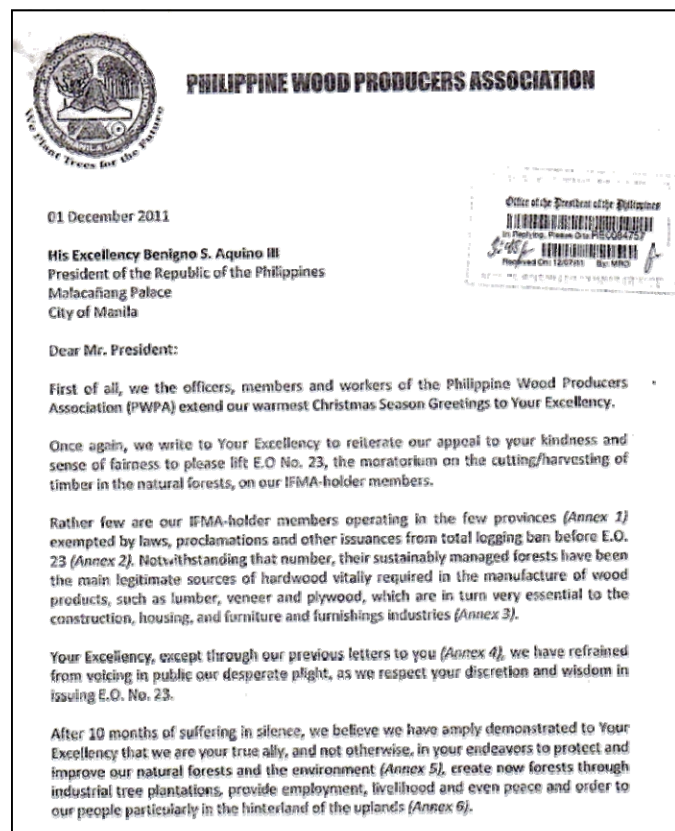 PHILIPPINE WOOD PRODUCERS ASSOCIATION
We Plant Trees for the Future
01 December 2011
Office of the President of the Philippines
In Replying, Please Cite
Received On: 12/07/11 By: MRO
His Excellency Benigno S. Aquino III
President of the Republic of the Philippines
Malacañang Palace
City of Manila
Dear Mr. President:
First of all, we the officers, members and workers of the Philippine Wood Producers
Association (PWPA) extend our warmest Christmas Season Greetings to Your Excellency.
Once again, we write to Your Excellency to reiterate our appeal to your kindness and
sense of fairness to please lift E.O No. 23, the moratorium on the cutting/harvesting of
timber in the natural forests, on our IFMA-holder members.
Rather few are our IFMA-holder members operating in the few provinces (Annex 1)
exempted by laws, proclamations and other issuances from total logging ban before E.O.
23 (Annex 2). Notwithstanding that number, their sustainably managed forests have been
the main legitimate sources of hardwood vitally required in the manufacture of wood
products, such as lumber, veneer and plywood, which are in turn very essential to the
construction, housing, and furniture and furnishings industries (Annex 3).
Your Excellency, except through our previous letters to you (Annex 4), we have refrained
from voicing in public our desperate plight, as we respect your discretion and wisdom in
issuing E.O. No. 23.
After 10 months of suffering in silence, we believe we have amply demonstrated to Your
Excellency that we are your true ally, and not otherwise, in your endeavors to protect and
improve our natural forests and the environment (Annex 5), create new forests through
industrial tree plantations, provide employment, livelihood and even peace and order to
our people particularly in the hinterland of the uplands (Annex 6).